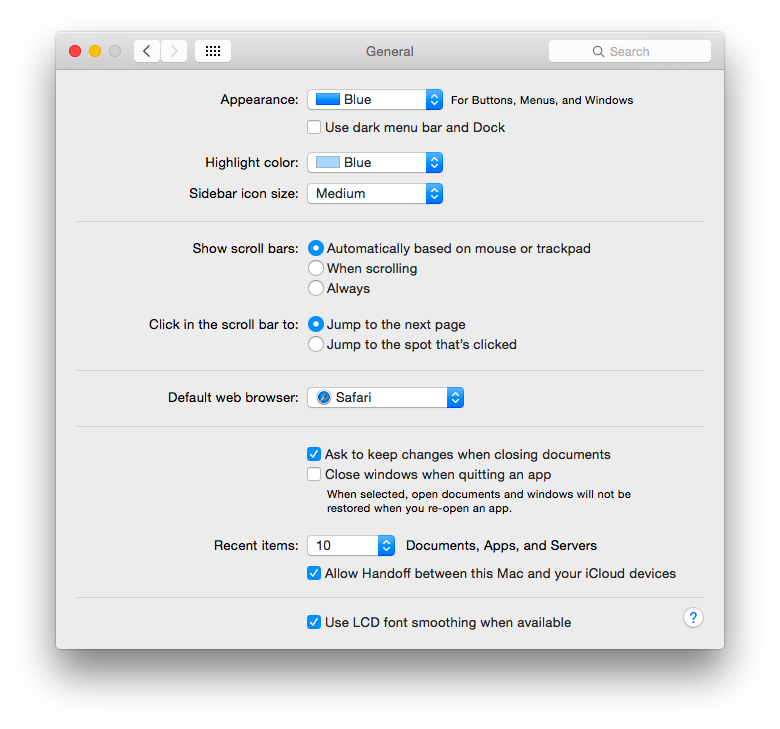 General
Search
Appearance: Blue For Buttons, Menus, and Windows
Use dark menu bar and Dock
Highlight color: Blue
Sidebar icon size: Medium
Show scroll bars: Automatically based on mouse or trackpad
When scrolling
Always
Click in the scroll bar to: Jump to the next page
Jump to the spot that's clicked
Default web browser: Safari
Ask to keep changes when closing documents
Close windows when quitting an app
When selected, open documents and windows will not be
restored when you re-open an app.
Recent items: 10 Documents, Apps, and Servers
Allow Handoff between this Mac and your iCloud devices
Use LCD font smoothing when available
?